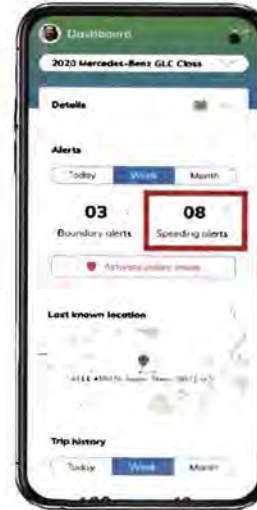 Dashboard
2020 Mercedes-Benz GLC Class
Details
Alerts
Today Week Month
03 08
Boundary alerts Speeding alerts
Last known location
Trip history
Today Week Month